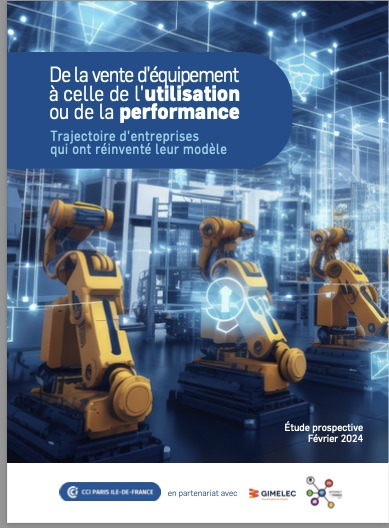 De la vente d'équipement
à celle de l'utilisation
ou de la performance
Trajectoire d'entreprises
qui ont réinventé leur modèle
Étude prospective
Février 2024
CCI PARIS ILE-DE-FRANCE
en partenariat avec
GIMELEC